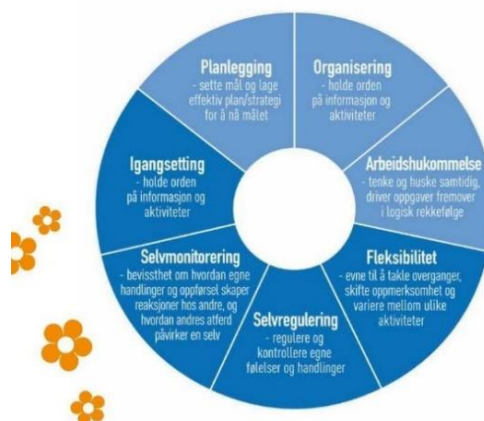 Planlegging
- sette mål og lage
effektiv plan/strategi
for å nå målet
Organisering
- holde orden
på informasjon og
aktiviteter
Arbeidshukommelse
- tenke og huske samtidig,
driver oppgaver fremover
i logisk rekkefølge
Fleksibilitet
- evne til å takle overganger,
skifte oppmerksomhet og
variere mellom ulike
aktiviteter
Selvregulering
- regulere og
kontrollere egne
følelser og handlinger
Selvmonitorering
- bevissthet om hvordan egne
handlinger og oppførsel skaper
reaksjoner hos andre, og
hvordan andres atferd
påvirker en selv
Igangsetting
- holde orden
på informasjon og
aktiviteter